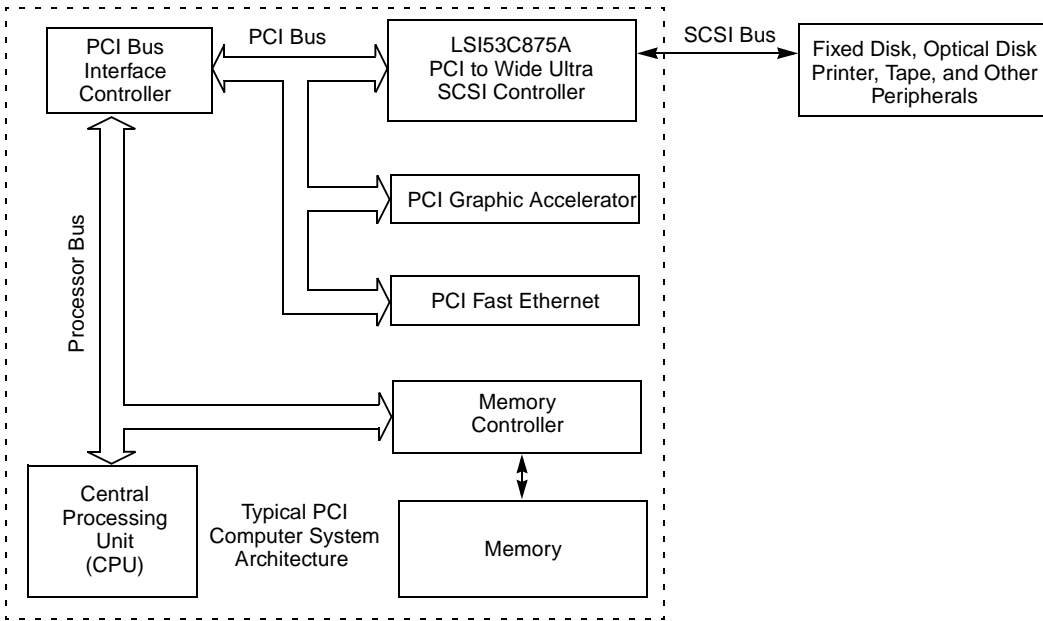 PCI Bus
Interface
Controller
PCI Bus
LSI53C875A
PCI to Wide Ultra
SCSI Controller
SCSI Bus
Fixed Disk, Optical Disk
Printer, Tape, and Other
Peripherals
PCI Graphic Accelerator
Processor Bus
PCI Fast Ethernet
Memory
Controller
Central
Processing
Unit
(CPU)
Typical PCI
Computer System
Architecture
Memory